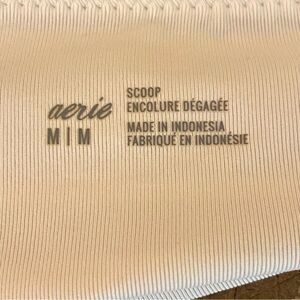 aerie
M | M
SCOOP
ENCOLURE DÉGAGÉE
MADE IN INDONESIA
FABRIQUÉ EN INDONÉSIE